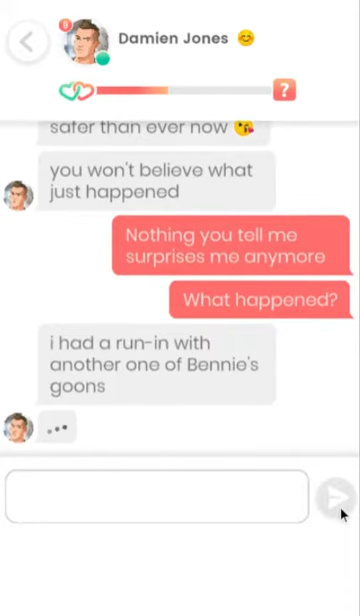 Damien Jones 😊
?
safer than ever now 😘
you won't believe what
just happened
Nothing you tell me
surprises me anymore
What happened?
i had a run-in with
another one of Bennie's
goons
...